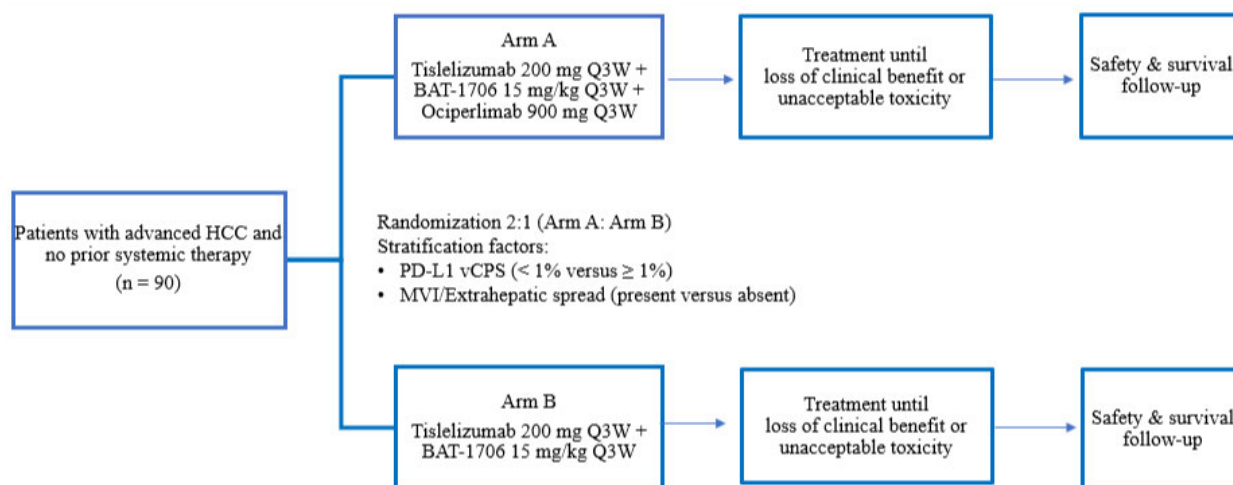 Arm A
Tislelizumab 200 mg Q3W +
BAT-1706 15 mg/kg Q3W +
Ociperlimab 900 mg Q3W
Treatment until
loss of clinical benefit or
unacceptable toxicity
Safety & survival
follow-up
Patients with advanced HCC and
no prior systemic therapy
(n = 90)
Randomization 2:1 (Arm A: Arm B)
Stratification factors:
• PD-L1 vCPS (< 1% versus ≥ 1%)
• MVI/Extrahepatic spread (present versus absent)
Arm B
Tislelizumab 200 mg Q3W +
BAT-1706 15 mg/kg Q3W
Treatment until
loss of clinical benefit or
unacceptable toxicity
Safety & survival
follow-up